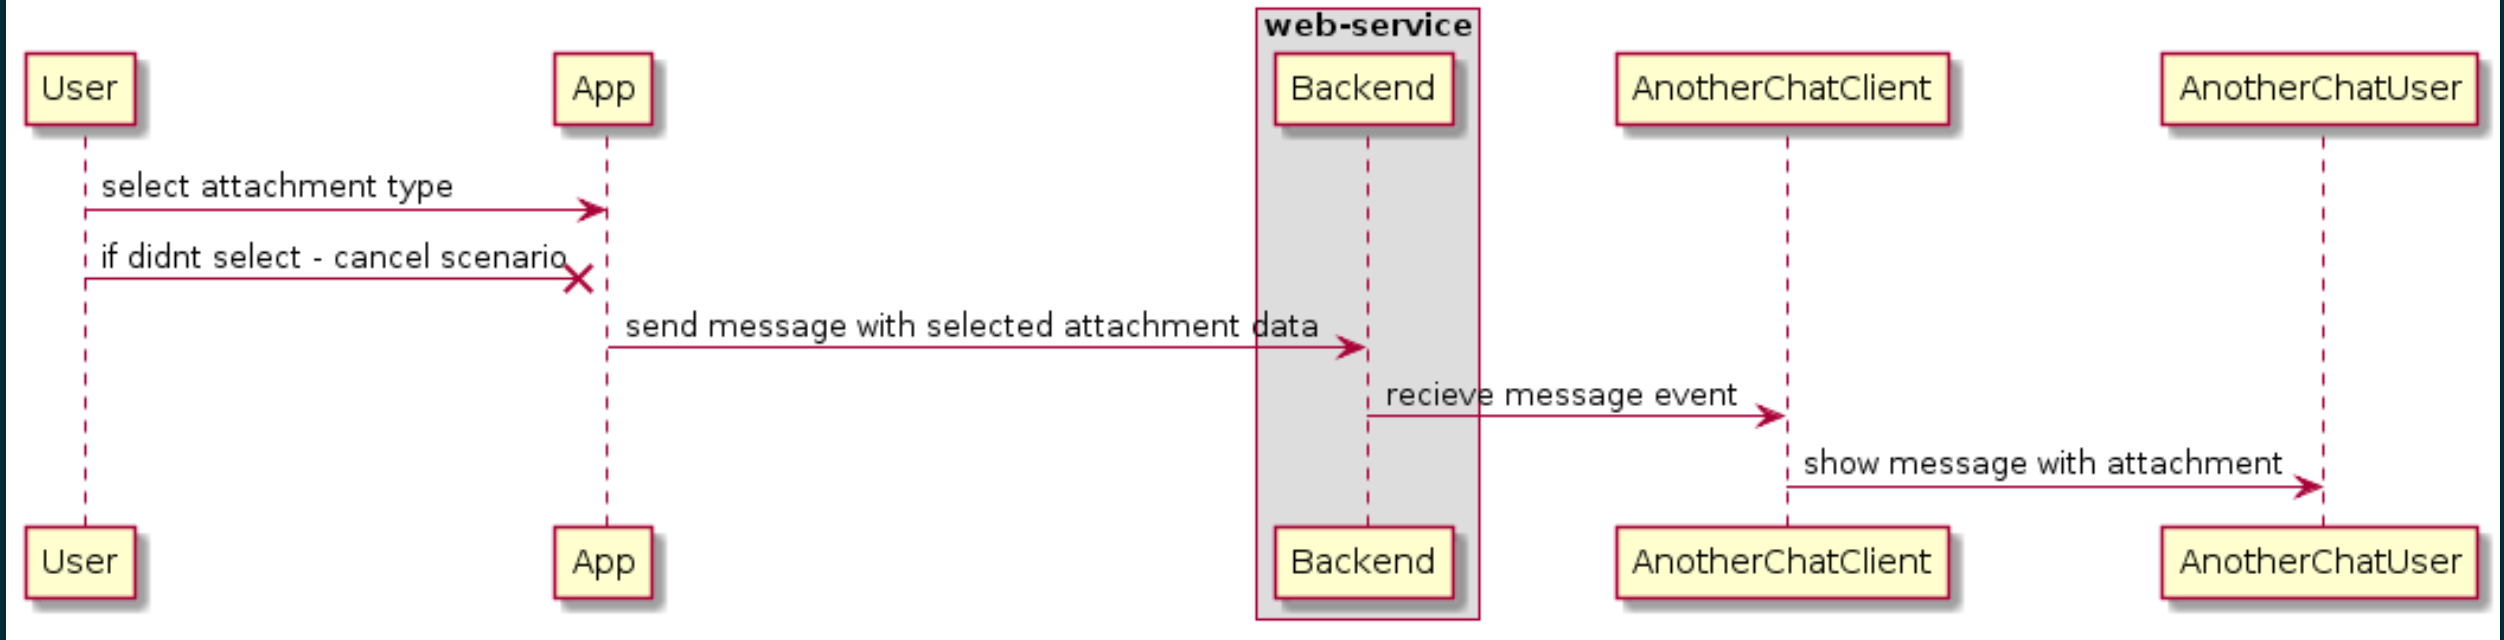 web-service
User
App
Backend
AnotherChatClient
AnotherChatUser
select attachment type
if didnt select - cancel scenario
send message with selected attachment data
recieve message event
show message with attachment
User
App
Backend
AnotherChatClient
AnotherChatUser